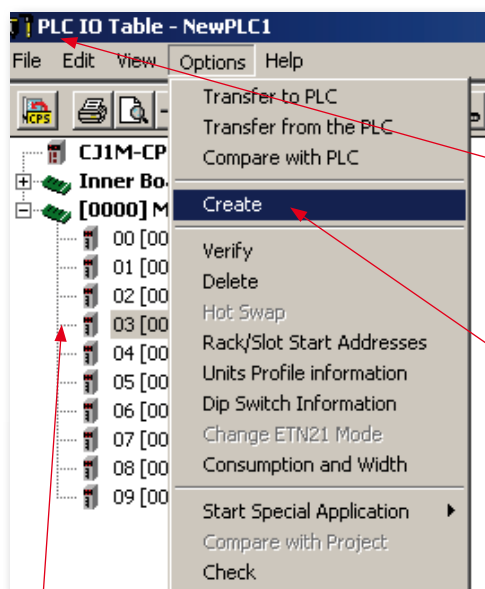 PLC IO Table - NewPLC1
File Edit View Options Help
CPS
CJ1M-CP
Inner Bo
[0000] M
00 [00
01 [00
02 [00
03 [00
04 [00
05 [00
06 [00
07 [00
08 [00
09 [00
Transfer to PLC
Transfer from the PLC
Compare with PLC
Create
Verify
Delete
Hot Swap
Rack/Slot Start Addresses
Units Profile information
Dip Switch Information
Change ETN21 Mode
Consumption and Width
Start Special Application
Compare with Project
Check